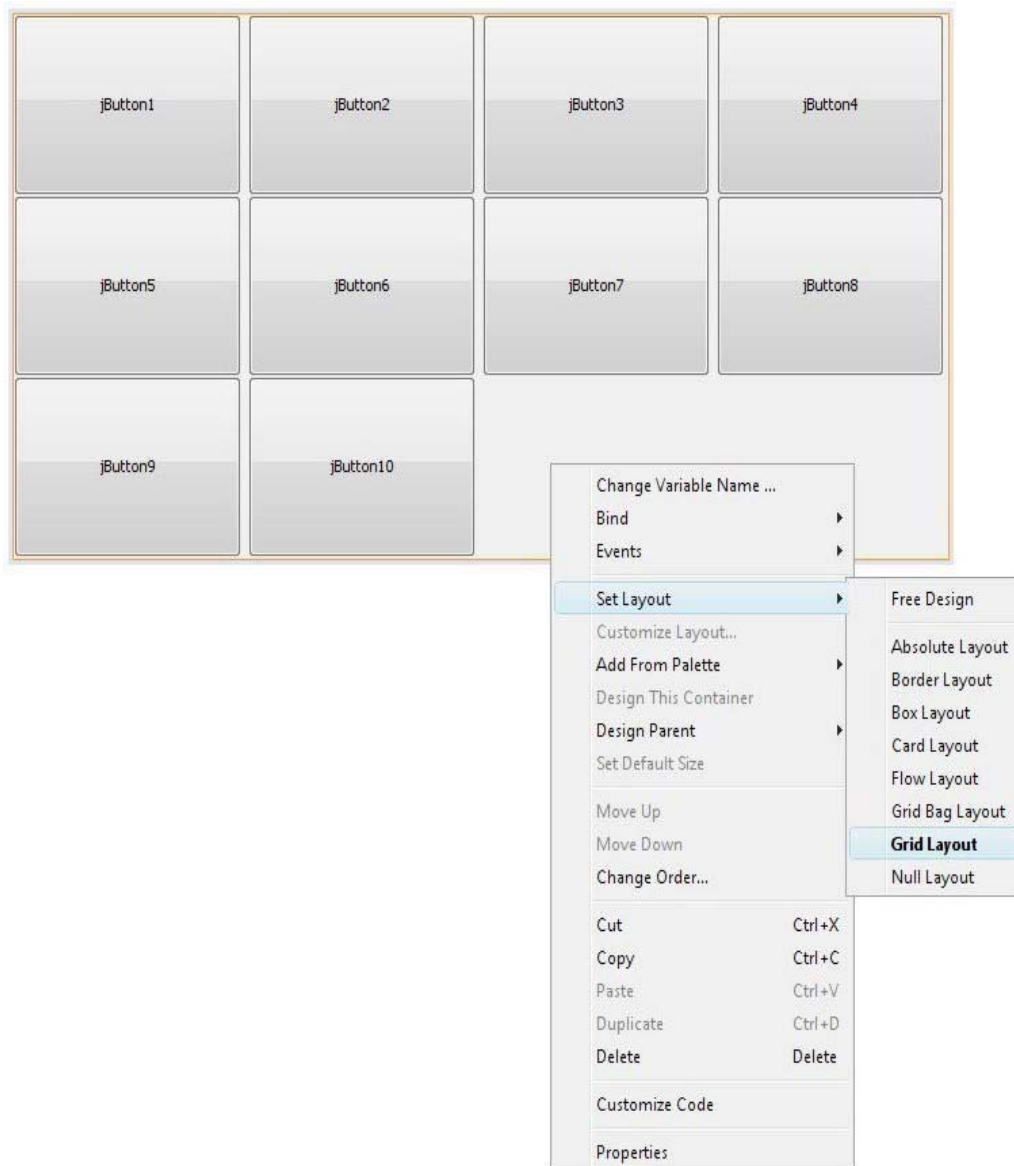 jButton1 jButton2 jButton3 jButton4
jButton5 jButton6 jButton7 jButton8
jButton9 jButton10
Change Variable Name ...
Bind
Events
Set Layout
Customize Layout...
Add From Palette
Design This Container
Design Parent
Set Default Size
Move Up
Move Down
Change Order...
Cut Ctrl+X
Copy Ctrl+C
Paste Ctrl+V
Duplicate Ctrl+D
Delete Delete
Customize Code
Properties
Free Design
Absolute Layout
Border Layout
Box Layout
Card Layout
Flow Layout
Grid Bag Layout
Grid Layout
Null Layout